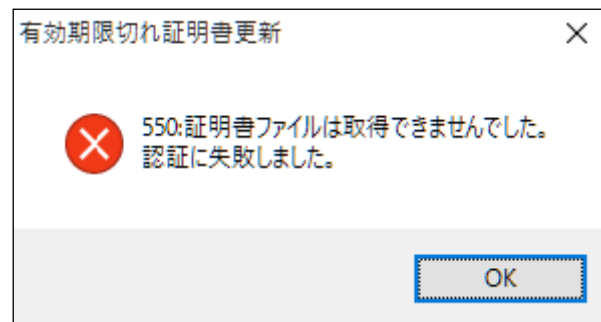 有効期限切れ証明書更新
550:証明書ファイルは取得できませんでした。
認証に失敗しました。
OK